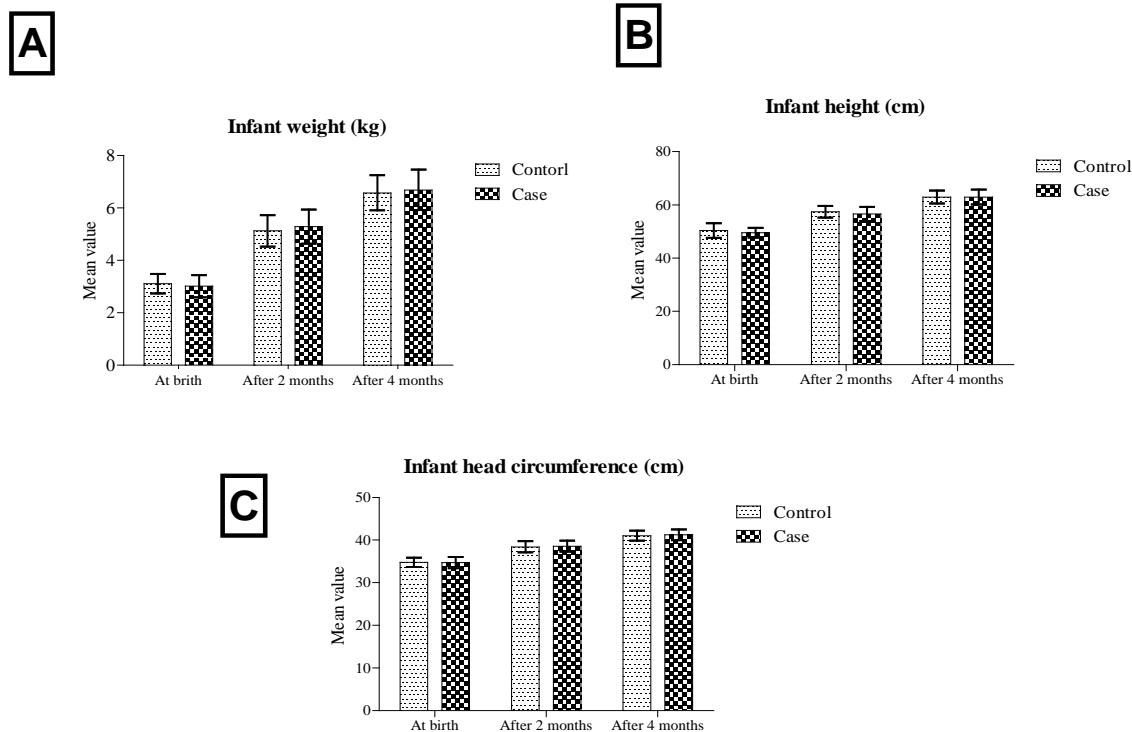 A
Infant weight (kg)
Mean value
8
6
4
2
0
At brith
After 2 months
After 4 months
Contorl
Case
B
Infant height (cm)
Mean value
80
60
40
20
0
At birth
After 2 months
After 4 months
Control
Case
C
Infant head circumference (cm)
Mean value
50
40
30
20
10
0
At birth
After 2 months
After 4 months
Control
Case